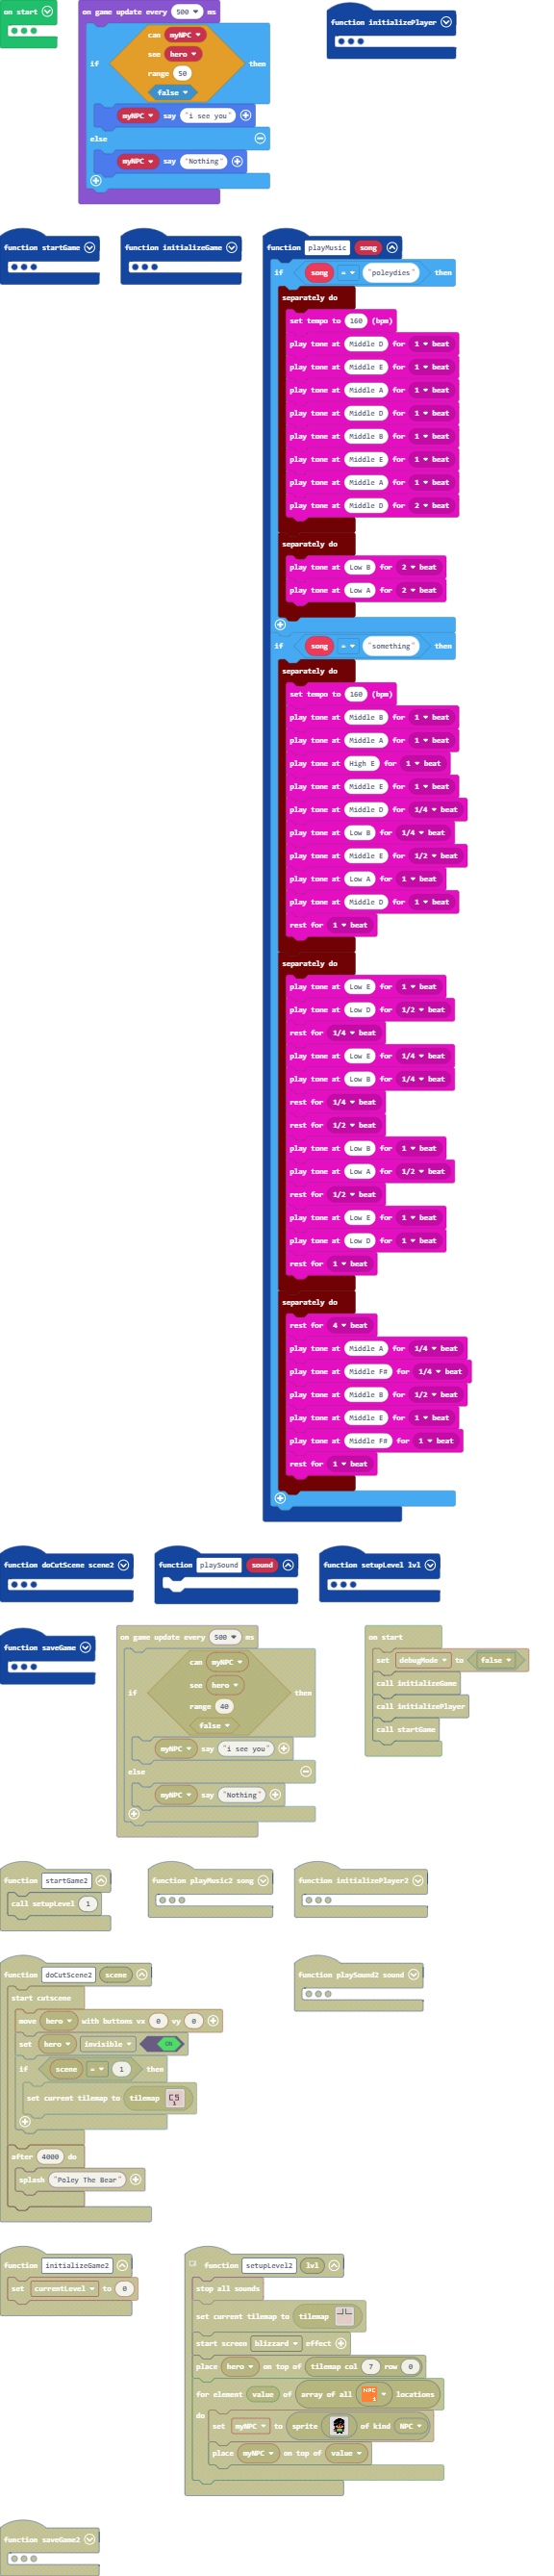 on start
on game update every 500 ms
can myNPC
see hero
range 50
if then
false
myNPC say "i see you"
else
myNPC say "Nothing"
function initializePlayer
function startGame
function initializeGame
function playMusic song
if song = "poleydies" then
separately do
set tempo to 160 (bpm)
play tone at Middle D for 1 beat
play tone at Middle E for 1 beat
play tone at Middle A for 1 beat
play tone at Middle D for 1 beat
play tone at Middle B for 1 beat
play tone at Middle E for 1 beat
play tone at Middle A for 1 beat
play tone at Middle D for 2 beat
separately do
play tone at Low B for 2 beat
play tone at Low A for 2 beat
if song = "something" then
separately do
set tempo to 160 (bpm)
play tone at Middle B for 1 beat
play tone at Middle A for 1 beat
play tone at High E for 1 beat
play tone at Middle E for 1 beat
play tone at Middle D for 1/4 beat
play tone at Low B for 1/4 beat
play tone at Middle E for 1/2 beat
play tone at Low A for 1 beat
play tone at Middle D for 1 beat
rest for 1 beat
separately do
play tone at Low E for 1 beat
play tone at Low D for 1/2 beat
rest for 1/4 beat
play tone at Low E for 1/4 beat
play tone at Low B for 1/4 beat
rest for 1/4 beat
rest for 1/2 beat
play tone at Low B for 1 beat
play tone at Low A for 1/2 beat
rest for 1/2 beat
play tone at Low E for 1 beat
play tone at Low D for 1 beat
rest for 1 beat
separately do
rest for 4 beat
play tone at Middle A for 1/4 beat
play tone at Middle F# for 1/4 beat
play tone at Middle B for 1/2 beat
play tone at Middle E for 1 beat
play tone at Middle F# for 1 beat
rest for 1 beat
function doCutScene scene2
function playSound sound
function setupLevel lvl
function saveGame
on game update every 500 ms
can myNPC
see hero
if then
range 40
false
myNPC say "i see you"
else
myNPC say "Nothing"
on start
set debugMode to false
call initializeGame
call initializePlayer
call startGame
function startGame2
call setupLevel 1
function playMusic2 song
function initializePlayer2
function doCutScene2 scene
start cutscene
move hero with buttons vx 0 vy 0
set hero invisible ON
if scene = 1 then
set current tilemap to tilemap CS 1
after 4000 do
splash "Poley The Bear"
function playSound2 sound
function initializeGame2
set currentLevel to 0
function setupLevel2 lvl
stop all sounds
set current tilemap to tilemap
start screen blizzard effect
place hero on top of tilemap col 7 row 0
for element value of array of all NPC 1 locations
do
set myNPC to sprite of kind NPC
place myNPC on top of value
function saveGame2